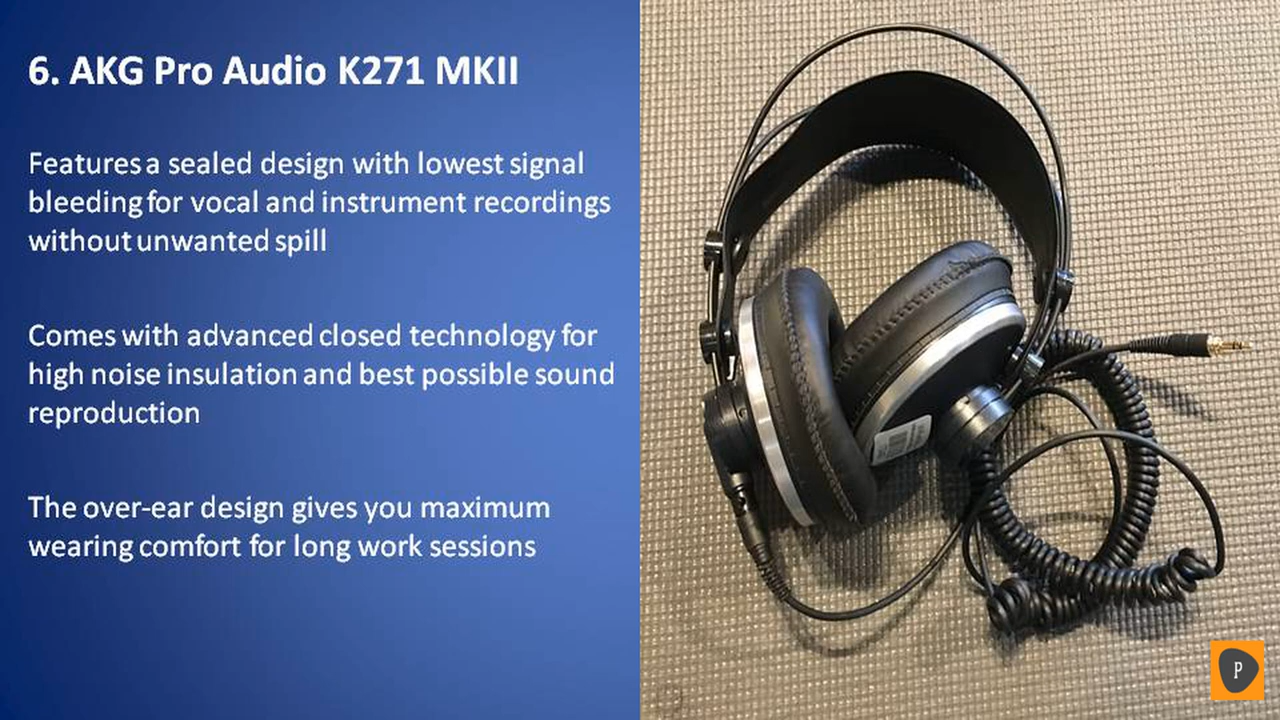 6. AKG Pro Audio K271 MKII
Features a sealed design with lowest signal
bleeding for vocal and instrument recordings
without unwanted spill
Comes with advanced closed technology for
high noise insulation and best possible sound
reproduction
The over-ear design gives you maximum
wearing comfort for long work sessions
P